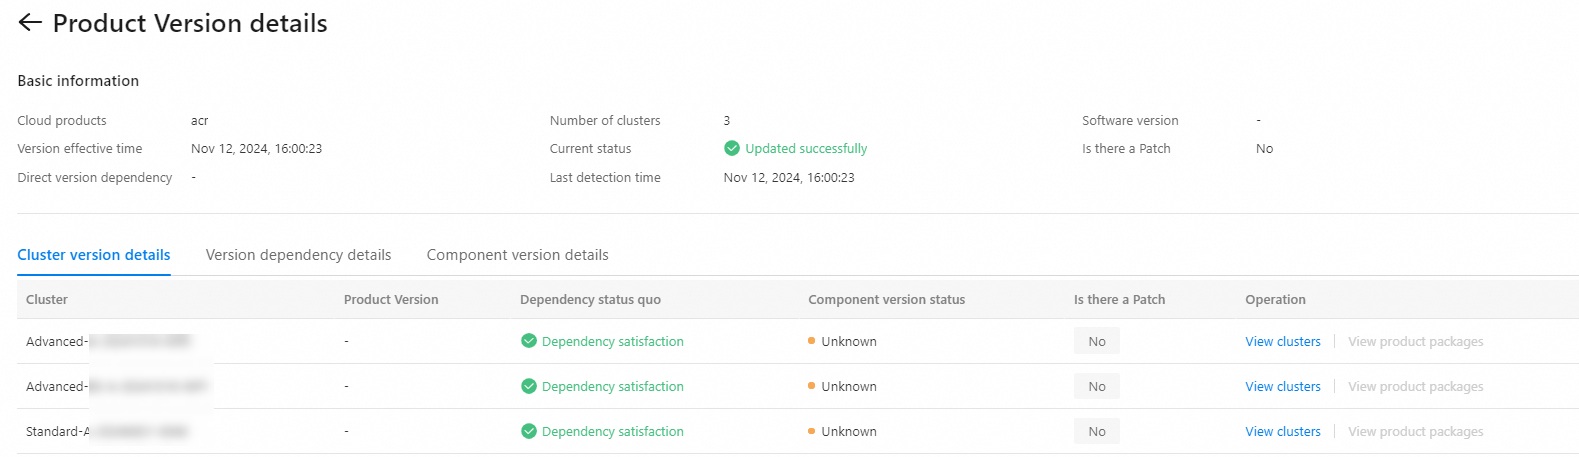 Product Version details
Basic information
Cloud products acr Number of clusters 3 Software version -
Version effective time Nov 12, 2024, 16:00:23 Current status Updated successfully Is there a Patch No
Direct version dependency - Last detection time Nov 12, 2024, 16:00:23
Cluster version details Version dependency details Component version details
Cluster Product Version Dependency status quo Component version status Is there a Patch Operation
Advanced- - Dependency satisfaction Unknown No View clusters View product packages
Advanced- - Dependency satisfaction Unknown No View clusters View product packages
Standard-A - Dependency satisfaction Unknown No View clusters View product packages